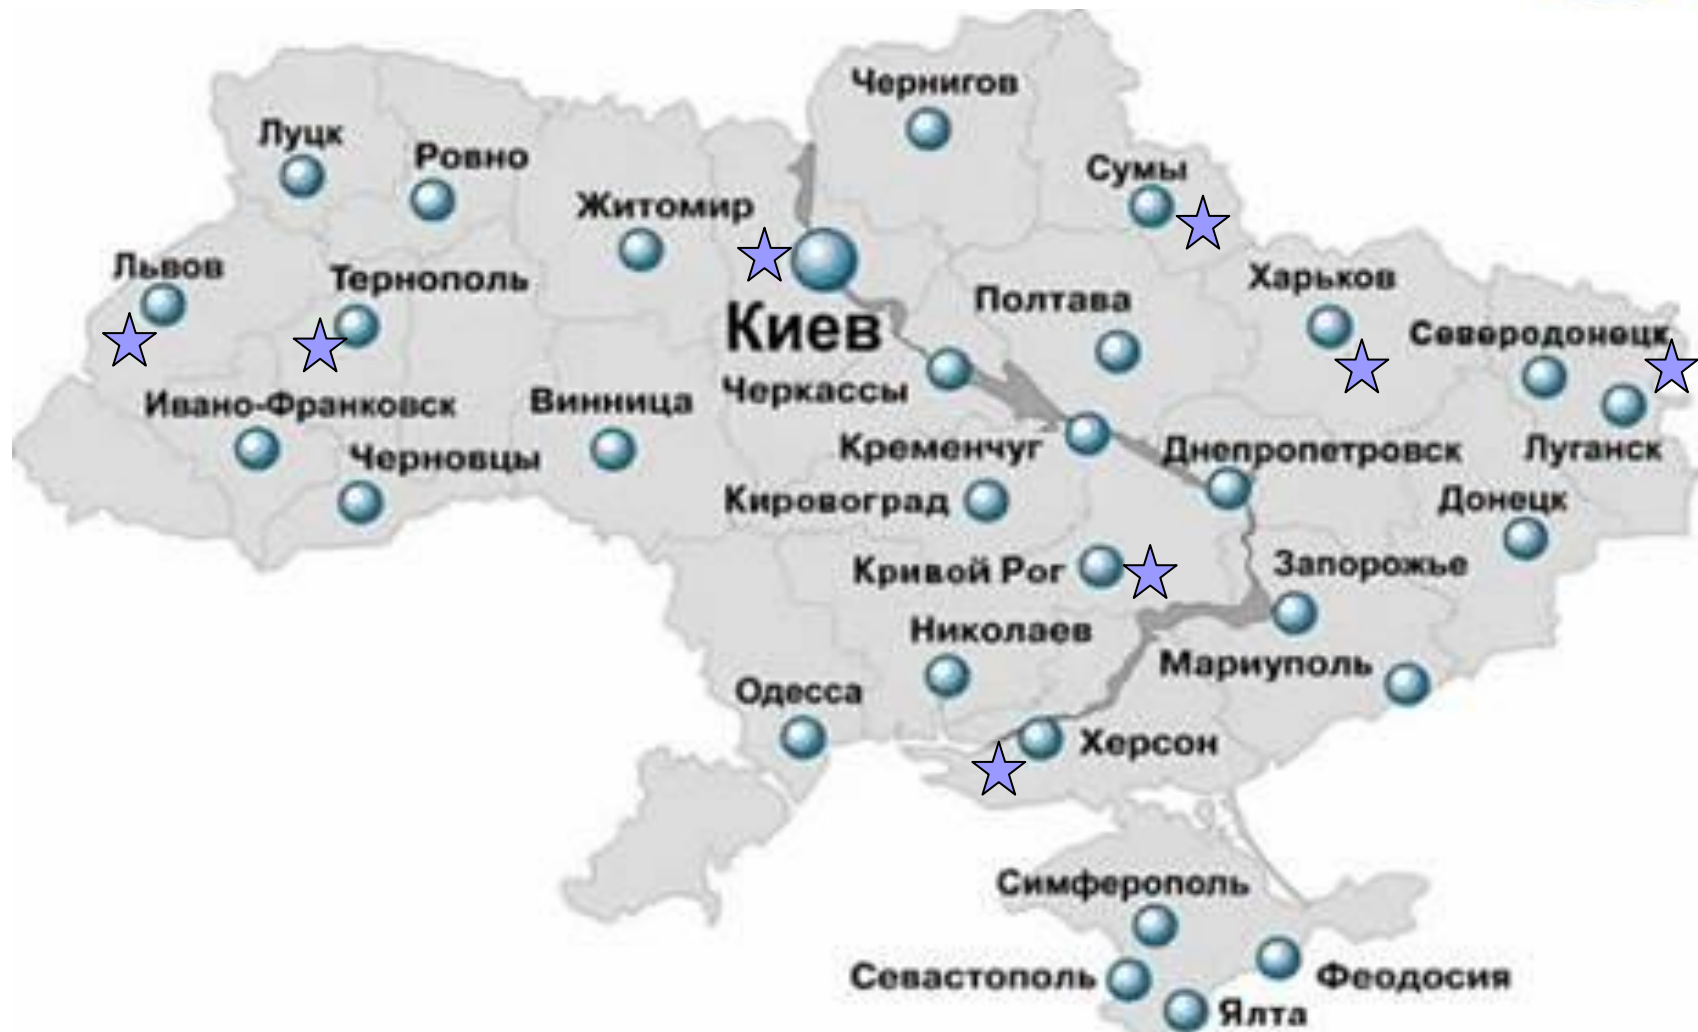 Чернигов
Луцк
Ровно
Сумы
Житомир
Львов
Тернополь
Харьков
Полтава
Киев
Северодонецк
Черкассы
Ивано-Франковск
Винница
Кременчуг
Днепропетровск
Луганск
Черновцы
Кировоград
Донецк
Кривой Рог
Запорожье
Николаев
Мариуполь
Одесса
Херсон
Симферополь
Севастополь
Феодосия
Ялта